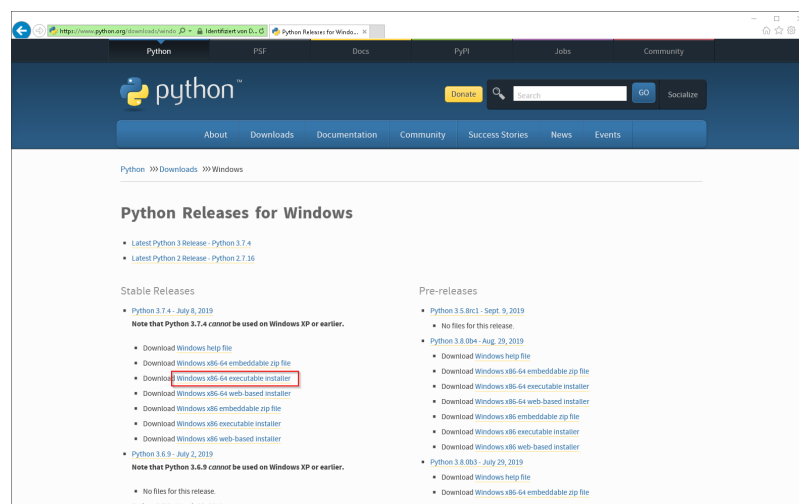 https://www.python.org/downloads/windo
Identifiziert von D...
Python Releases for Windo...
Python
PSF
Docs
PyPI
Jobs
Community
python™
Donate
Search
GO
Socialize
About
Downloads
Documentation
Community
Success Stories
News
Events
Python >>> Downloads >>> Windows
Python Releases for Windows
Latest Python 3 Release - Python 3.7.4
Latest Python 2 Release - Python 2.7.16
Stable Releases
Python 3.7.4 - July 8, 2019
Note that Python 3.7.4 cannot be used on Windows XP or earlier.
Download Windows help file
Download Windows x86-64 embeddable zip file
Download Windows x86-64 executable installer
Download Windows x86-64 web-based installer
Download Windows x86 embeddable zip file
Download Windows x86 executable installer
Download Windows x86 web-based installer
Python 3.6.9 - July 2, 2019
Note that Python 3.6.9 cannot be used on Windows XP or earlier.
No files for this release.
Pre-releases
Python 3.5.8rc1 - Sept. 9, 2019
No files for this release.
Python 3.8.0b4 - Aug. 29, 2019
Download Windows help file
Download Windows x86-64 embeddable zip file
Download Windows x86-64 executable installer
Download Windows x86-64 web-based installer
Download Windows x86 embeddable zip file
Download Windows x86 executable installer
Download Windows x86 web-based installer
Python 3.8.0b3 - July 29, 2019
Download Windows help file
Download Windows x86-64 embeddable zip file